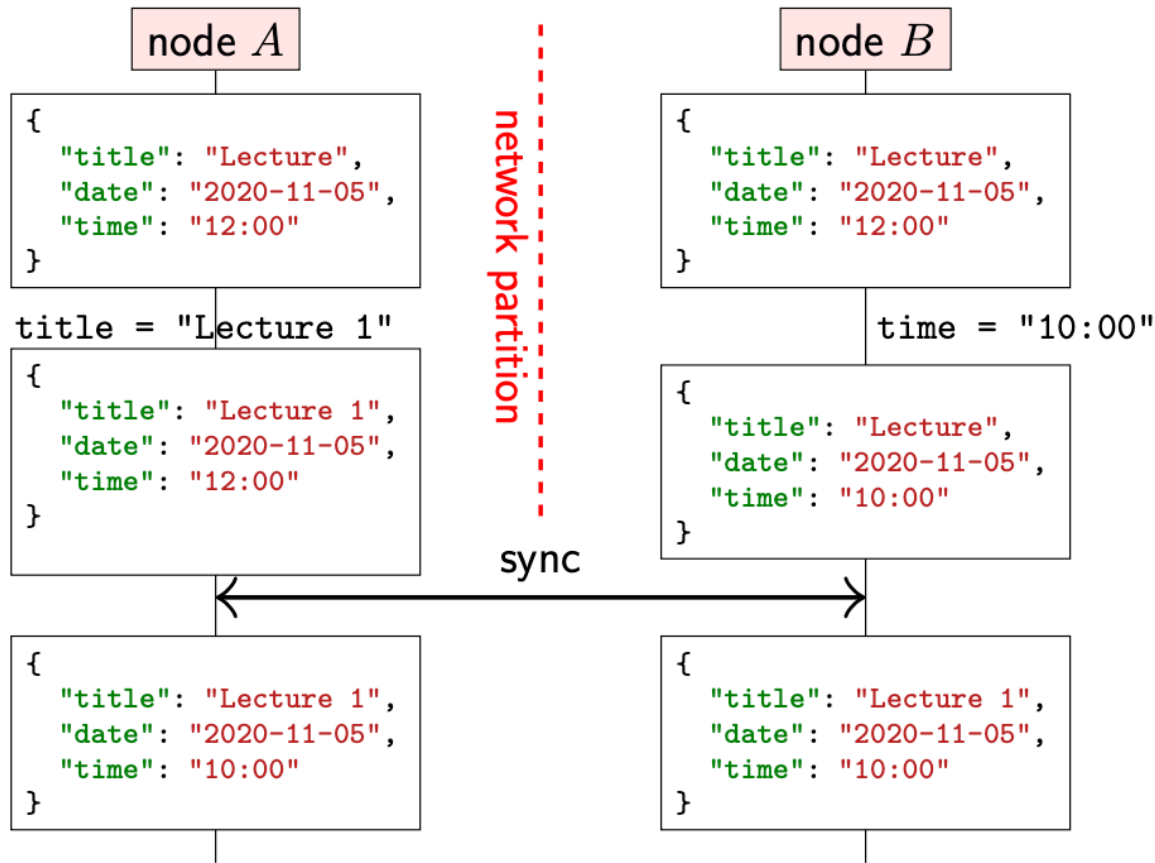 node A
{
"title": "Lecture",
"date": "2020-11-05",
"time": "12:00"
}
title = "Lecture 1"
{
"title": "Lecture 1",
"date": "2020-11-05",
"time": "12:00"
}
network partition
node B
{
"title": "Lecture",
"date": "2020-11-05",
"time": "12:00"
}
time = "10:00"
{
"title": "Lecture",
"date": "2020-11-05",
"time": "10:00"
}
sync
{
"title": "Lecture 1",
"date": "2020-11-05",
"time": "10:00"
}
{
"title": "Lecture 1",
"date": "2020-11-05",
"time": "10:00"
}